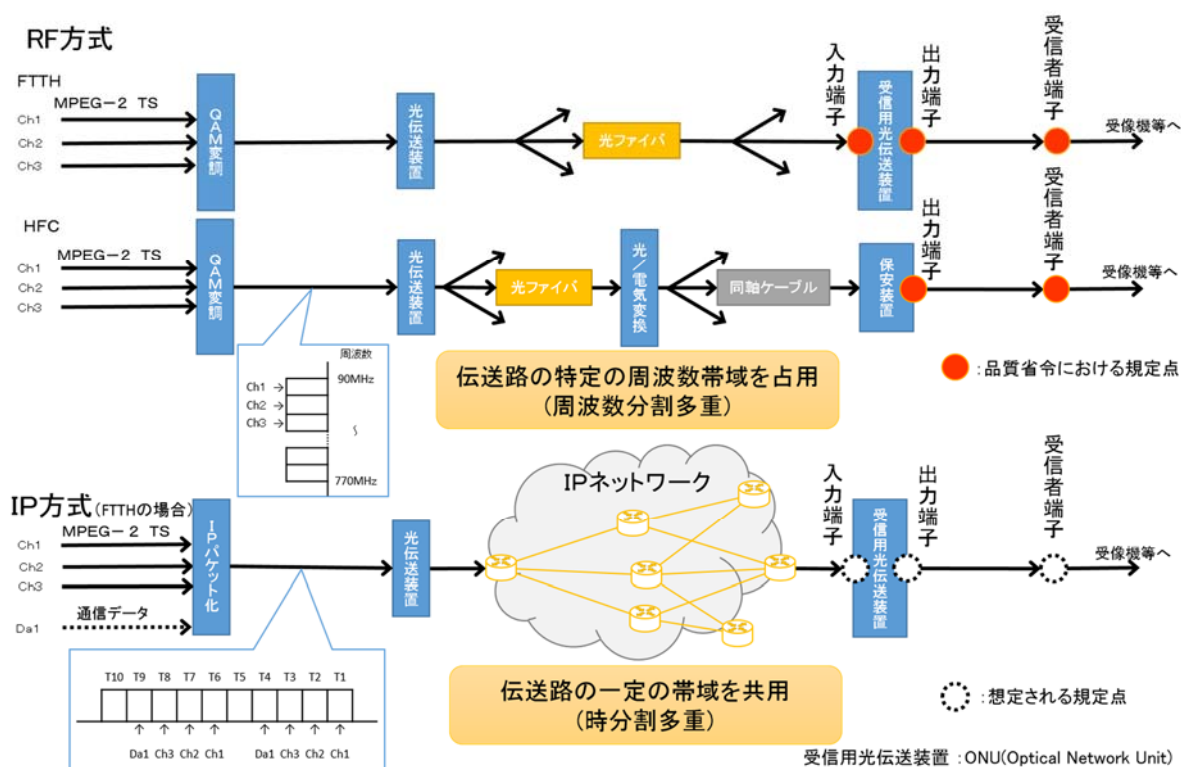 RF方式
FTTH
MPEG-2 TS
Ch1
Ch2
Ch3
QAM変調
光伝送装置
光ファイバ
入力端子
受信用光伝送装置
出力端子
受信者端子
受像機等へ
HFC
MPEG-2 TS
Ch1
Ch2
Ch3
QAM変調
光伝送装置
光ファイバ
光/電気変換
同軸ケーブル
保安装置
出力端子
受信者端子
受像機等へ
周波数
90MHz
Ch1
Ch2
Ch3
～
770MHz
伝送路の特定の周波数帯域を占用
(周波数分割多重)
:品質省令における規定点
IP方式(FTTHの場合)
MPEG-2 TS
Ch1
Ch2
Ch3
通信データ
Da1
IPパケット化
光伝送装置
IPネットワーク
入力端子
受信用光伝送装置
出力端子
受信者端子
受像機等へ
T10 T9 T8 T7 T6 T5 T4 T3 T2 T1
Da1 Ch3 Ch2 Ch1 Da1 Ch3 Ch2 Ch1
伝送路の一定の帯域を共用
(時分割多重)
:想定される規定点
受信用光伝送装置:ONU(Optical Network Unit)